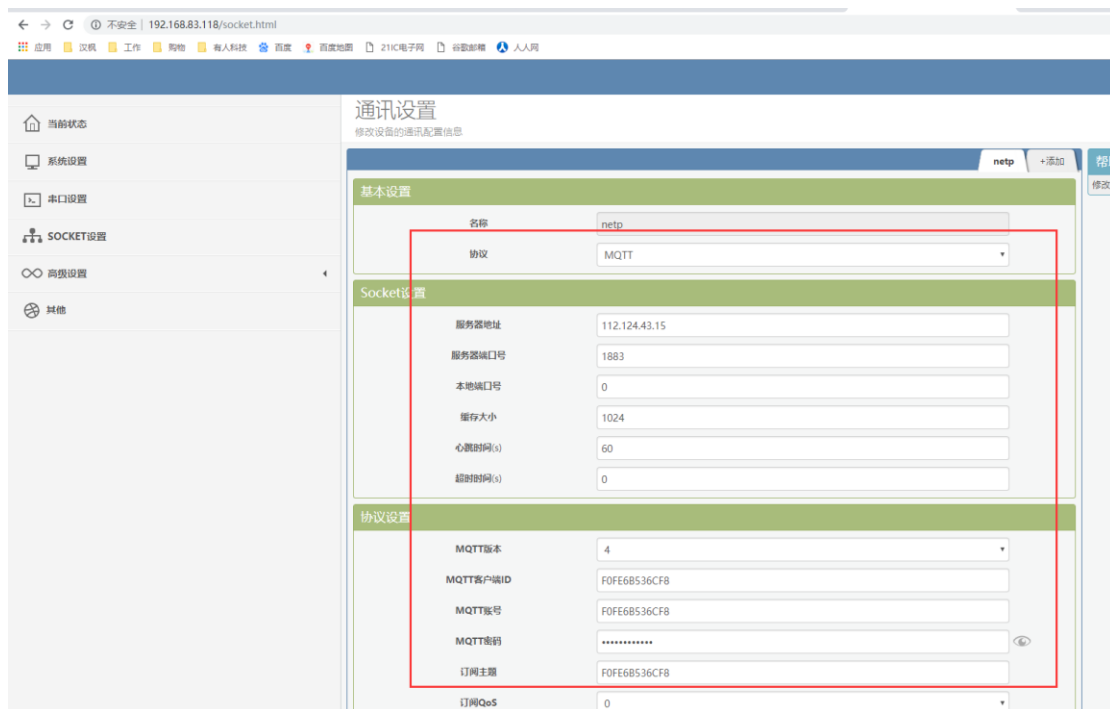 不安全 | 192.168.83.118/socket.html
应用 汉枫 工作 购物 有人科技 百度 百度地图 21IC电子网 谷歌邮箱 人人网
当前状态
系统设置
串口设置
SOCKET设置
高级设置
其他
通讯设置
修改设备的通讯配置信息
netp +添加
基本设置
名称 netp
协议 MQTT
Socket设置
服务器地址 112.124.43.15
服务器端口号 1883
本地端口号 0
缓存大小 1024
心跳时间(s) 60
超时时间(s) 0
协议设置
MQTT版本 4
MQTT客户端ID F0FE6B536CF8
MQTT账号 F0FE6B536CF8
MQTT密码 ••••••••••••
订阅主题 F0FE6B536CF8
订阅QoS 0
帮
修改